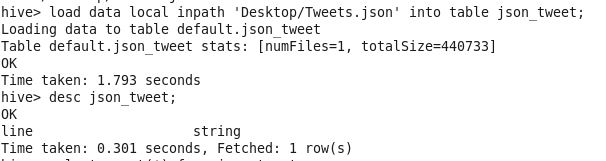 hive> load data local inpath 'Desktop/Tweets.json' into table json_tweet;
Loading data to table default.json_tweet
Table default.json_tweet stats: [numFiles=1, totalSize=440733]
OK
Time taken: 1.793 seconds
hive> desc json_tweet;
OK
line                    string
Time taken: 0.301 seconds, Fetched: 1 row(s)